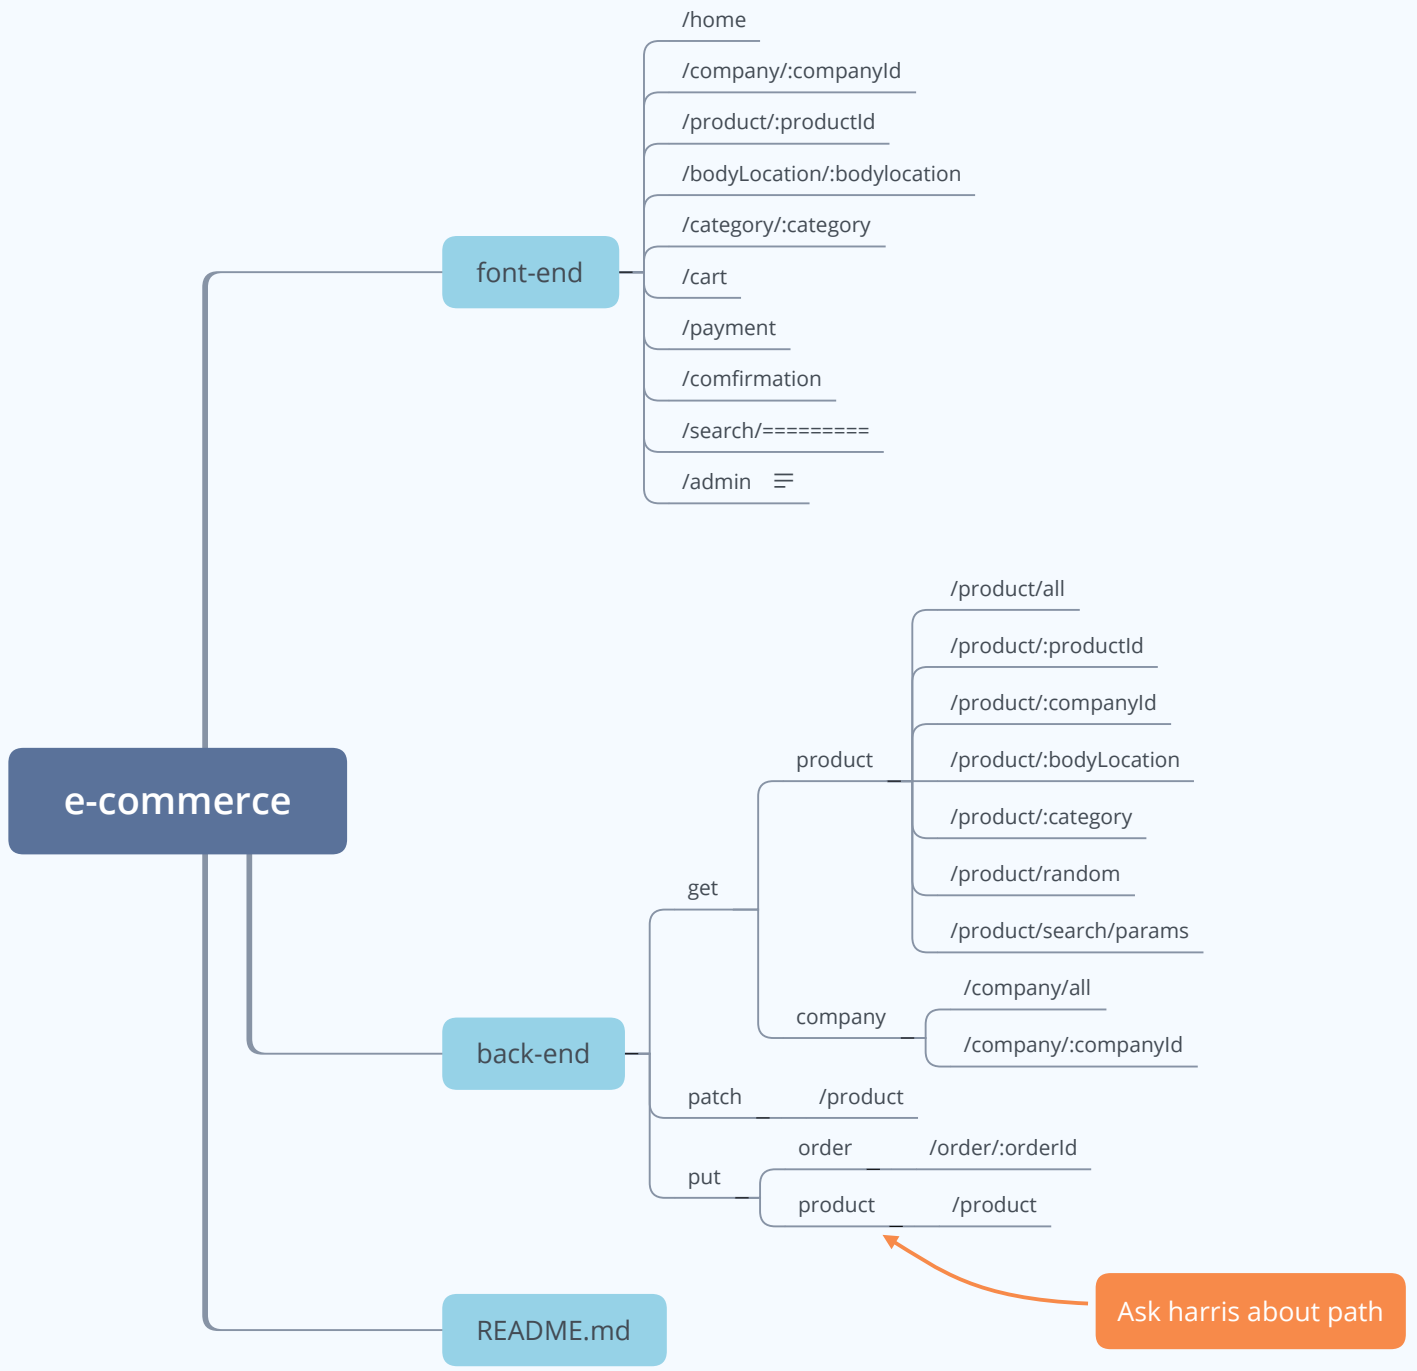 /home
/company/:companyId
/product/:productId
/bodyLocation/:bodylocation
/category/:category
font-end
/cart
/payment
/comfirmation
/search/=========
/admin
e-commerce
/product/all
/product/:productId
/product/:companyId
product
/product/:bodyLocation
/product/:category
get
/product/random
/product/search/params
/company/all
company
/company/:companyId
back-end
patch
/product
order
/order/:orderId
put
product
/product
Ask harris about path
README.md